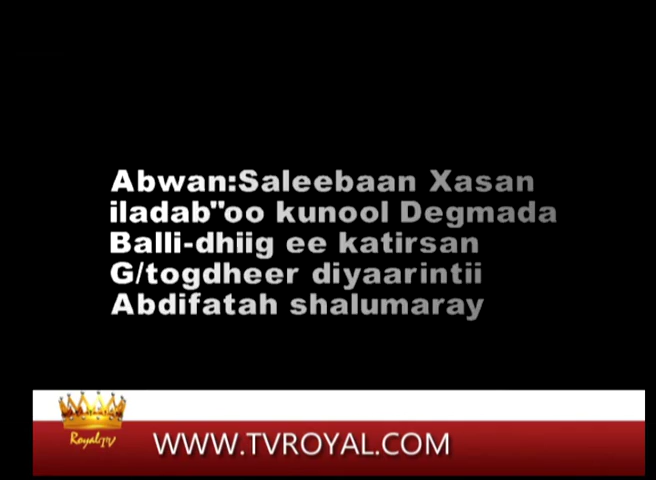 Abwan:Saleebaan Xasan
iladab"oo kunool Degmada
Balli-dhiig ee katirsan
G/togdheer diyaarintii
Abdifatah shalumaray
RoyalTV
WWW.TVROYAL.COM